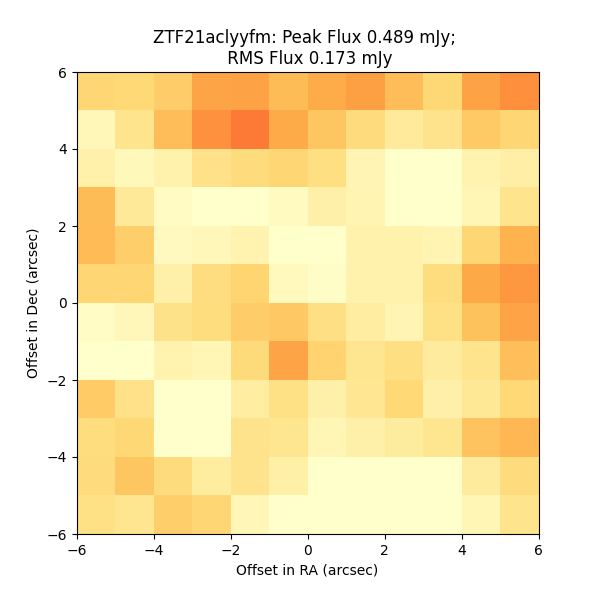 ZTF21aclyyfm: Peak Flux 0.489 mJy;
RMS Flux 0.173 mJy
6
4
2
0
−2
−4
−6
Offset in Dec (arcsec)
−6 −4 −2 0 2 4 6
Offset in RA (arcsec)